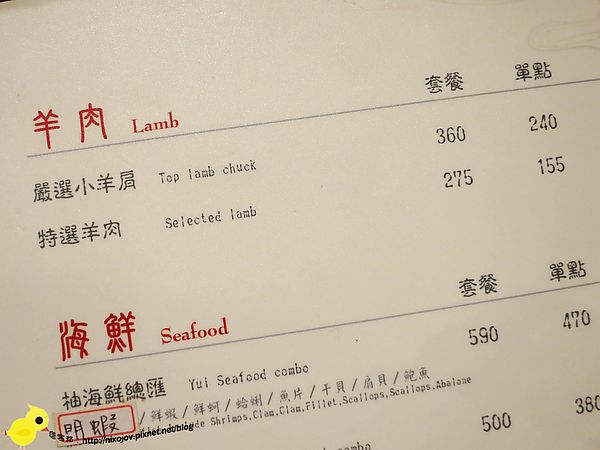 套餐 單點
羊肉 Lamb
嚴選小羊肩 Top lamb chuck 360 240
特選羊肉 Selected lamb 275 155
套餐 單點
海鮮 Seafood
柚海鮮總匯 Yui Seafood combo 590 470
明蝦 / 鮮蝦 / 鮮蚵 / 蛤蜊 / 魚片 / 干貝 / 扇貝 / 鮑魚
Shrimps,Clam,Clam,Fillet,Scallops,Scallops,Abalone
http://nixojov.pixnet.net/blog
500 380